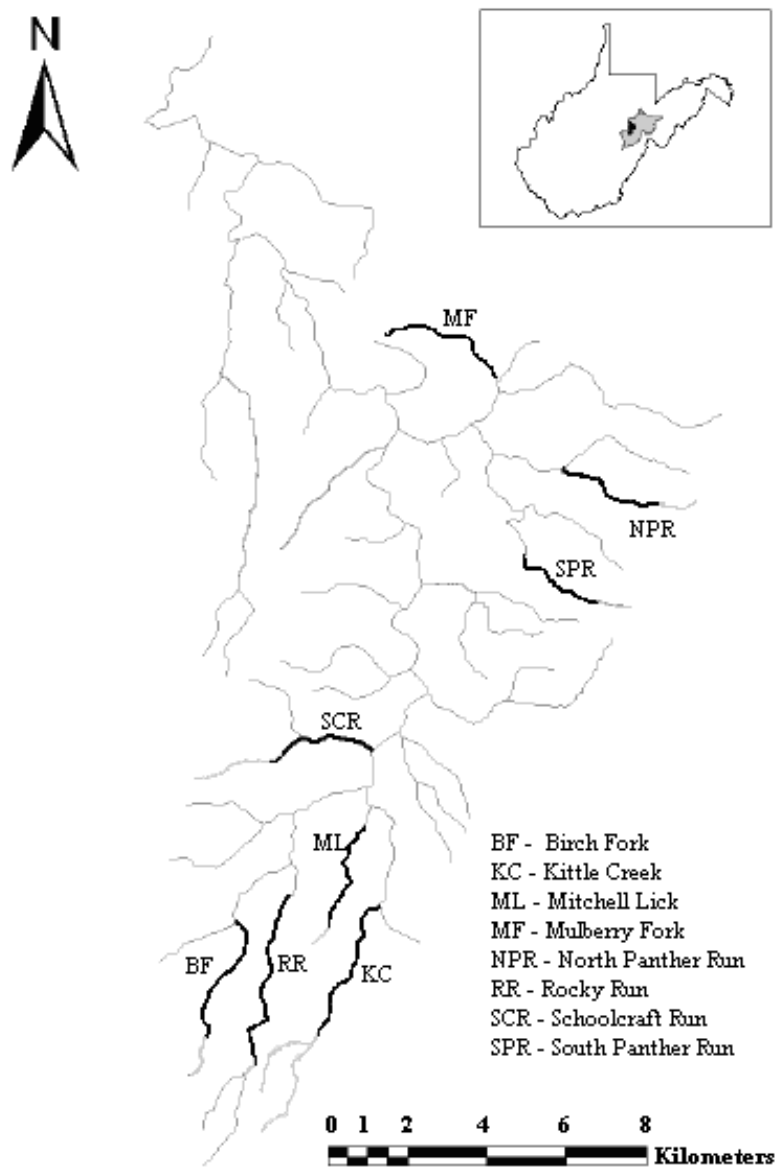 N
MF
NPR
SPR
SCR
ML
BF
RR
KC
BF - Birch Fork
KC - Kittle Creek
ML - Mitchell Lick
MF - Mulberry Fork
NPR - North Panther Run
RR - Rocky Run
SCR - Schoolcraft Run
SPR - South Panther Run
0 1 2 4 6 8
Kilometers